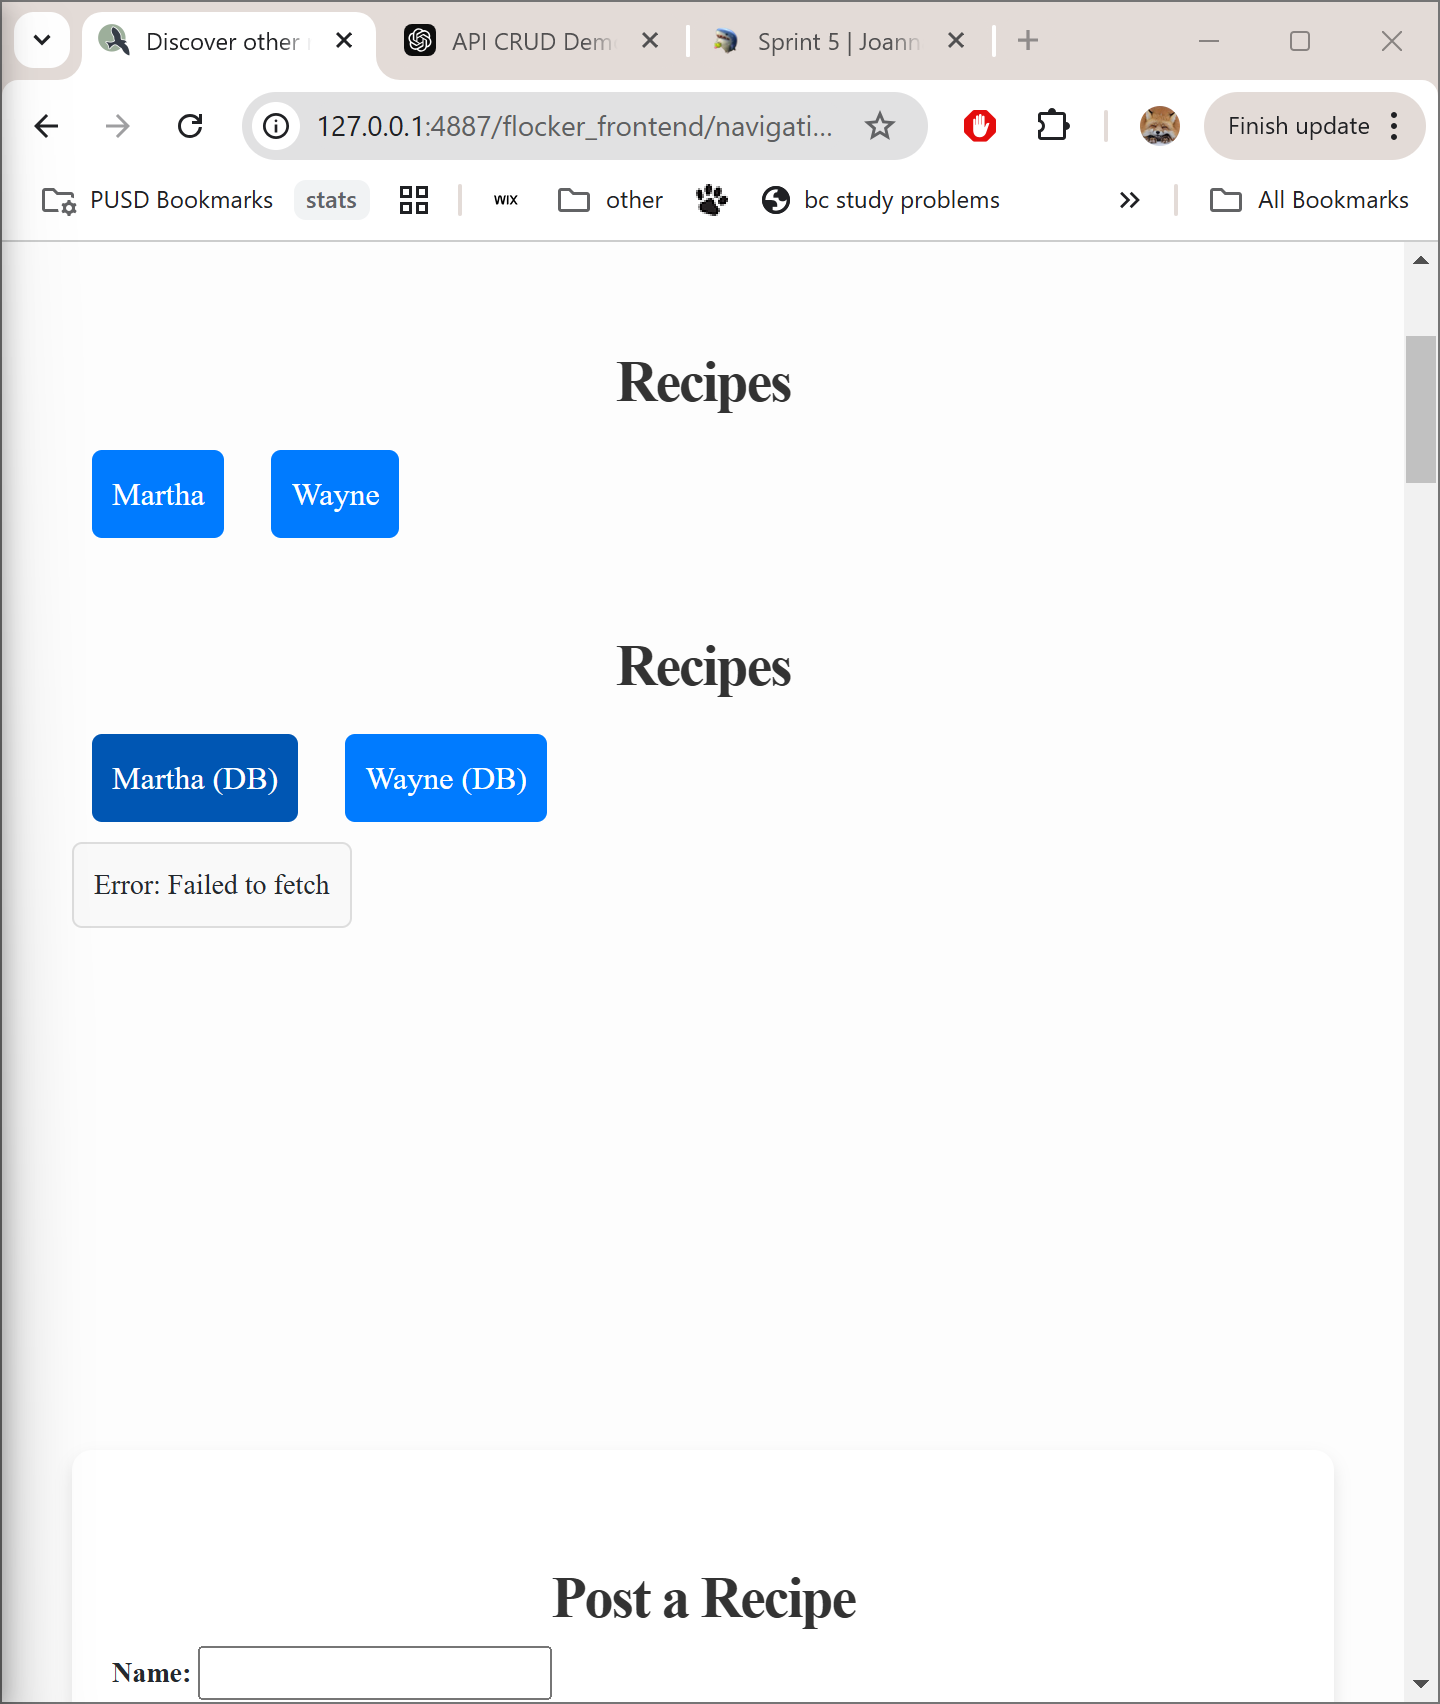 Discover other
API CRUD Dem
Sprint 5 | Joann
127.0.0.1:4887/flocker_frontend/navigati...
Finish update
PUSD Bookmarks
stats
WIX
other
bc study problems
All Bookmarks
Recipes
Martha
Wayne
Recipes
Martha (DB)
Wayne (DB)
Error: Failed to fetch
Post a Recipe
Name: